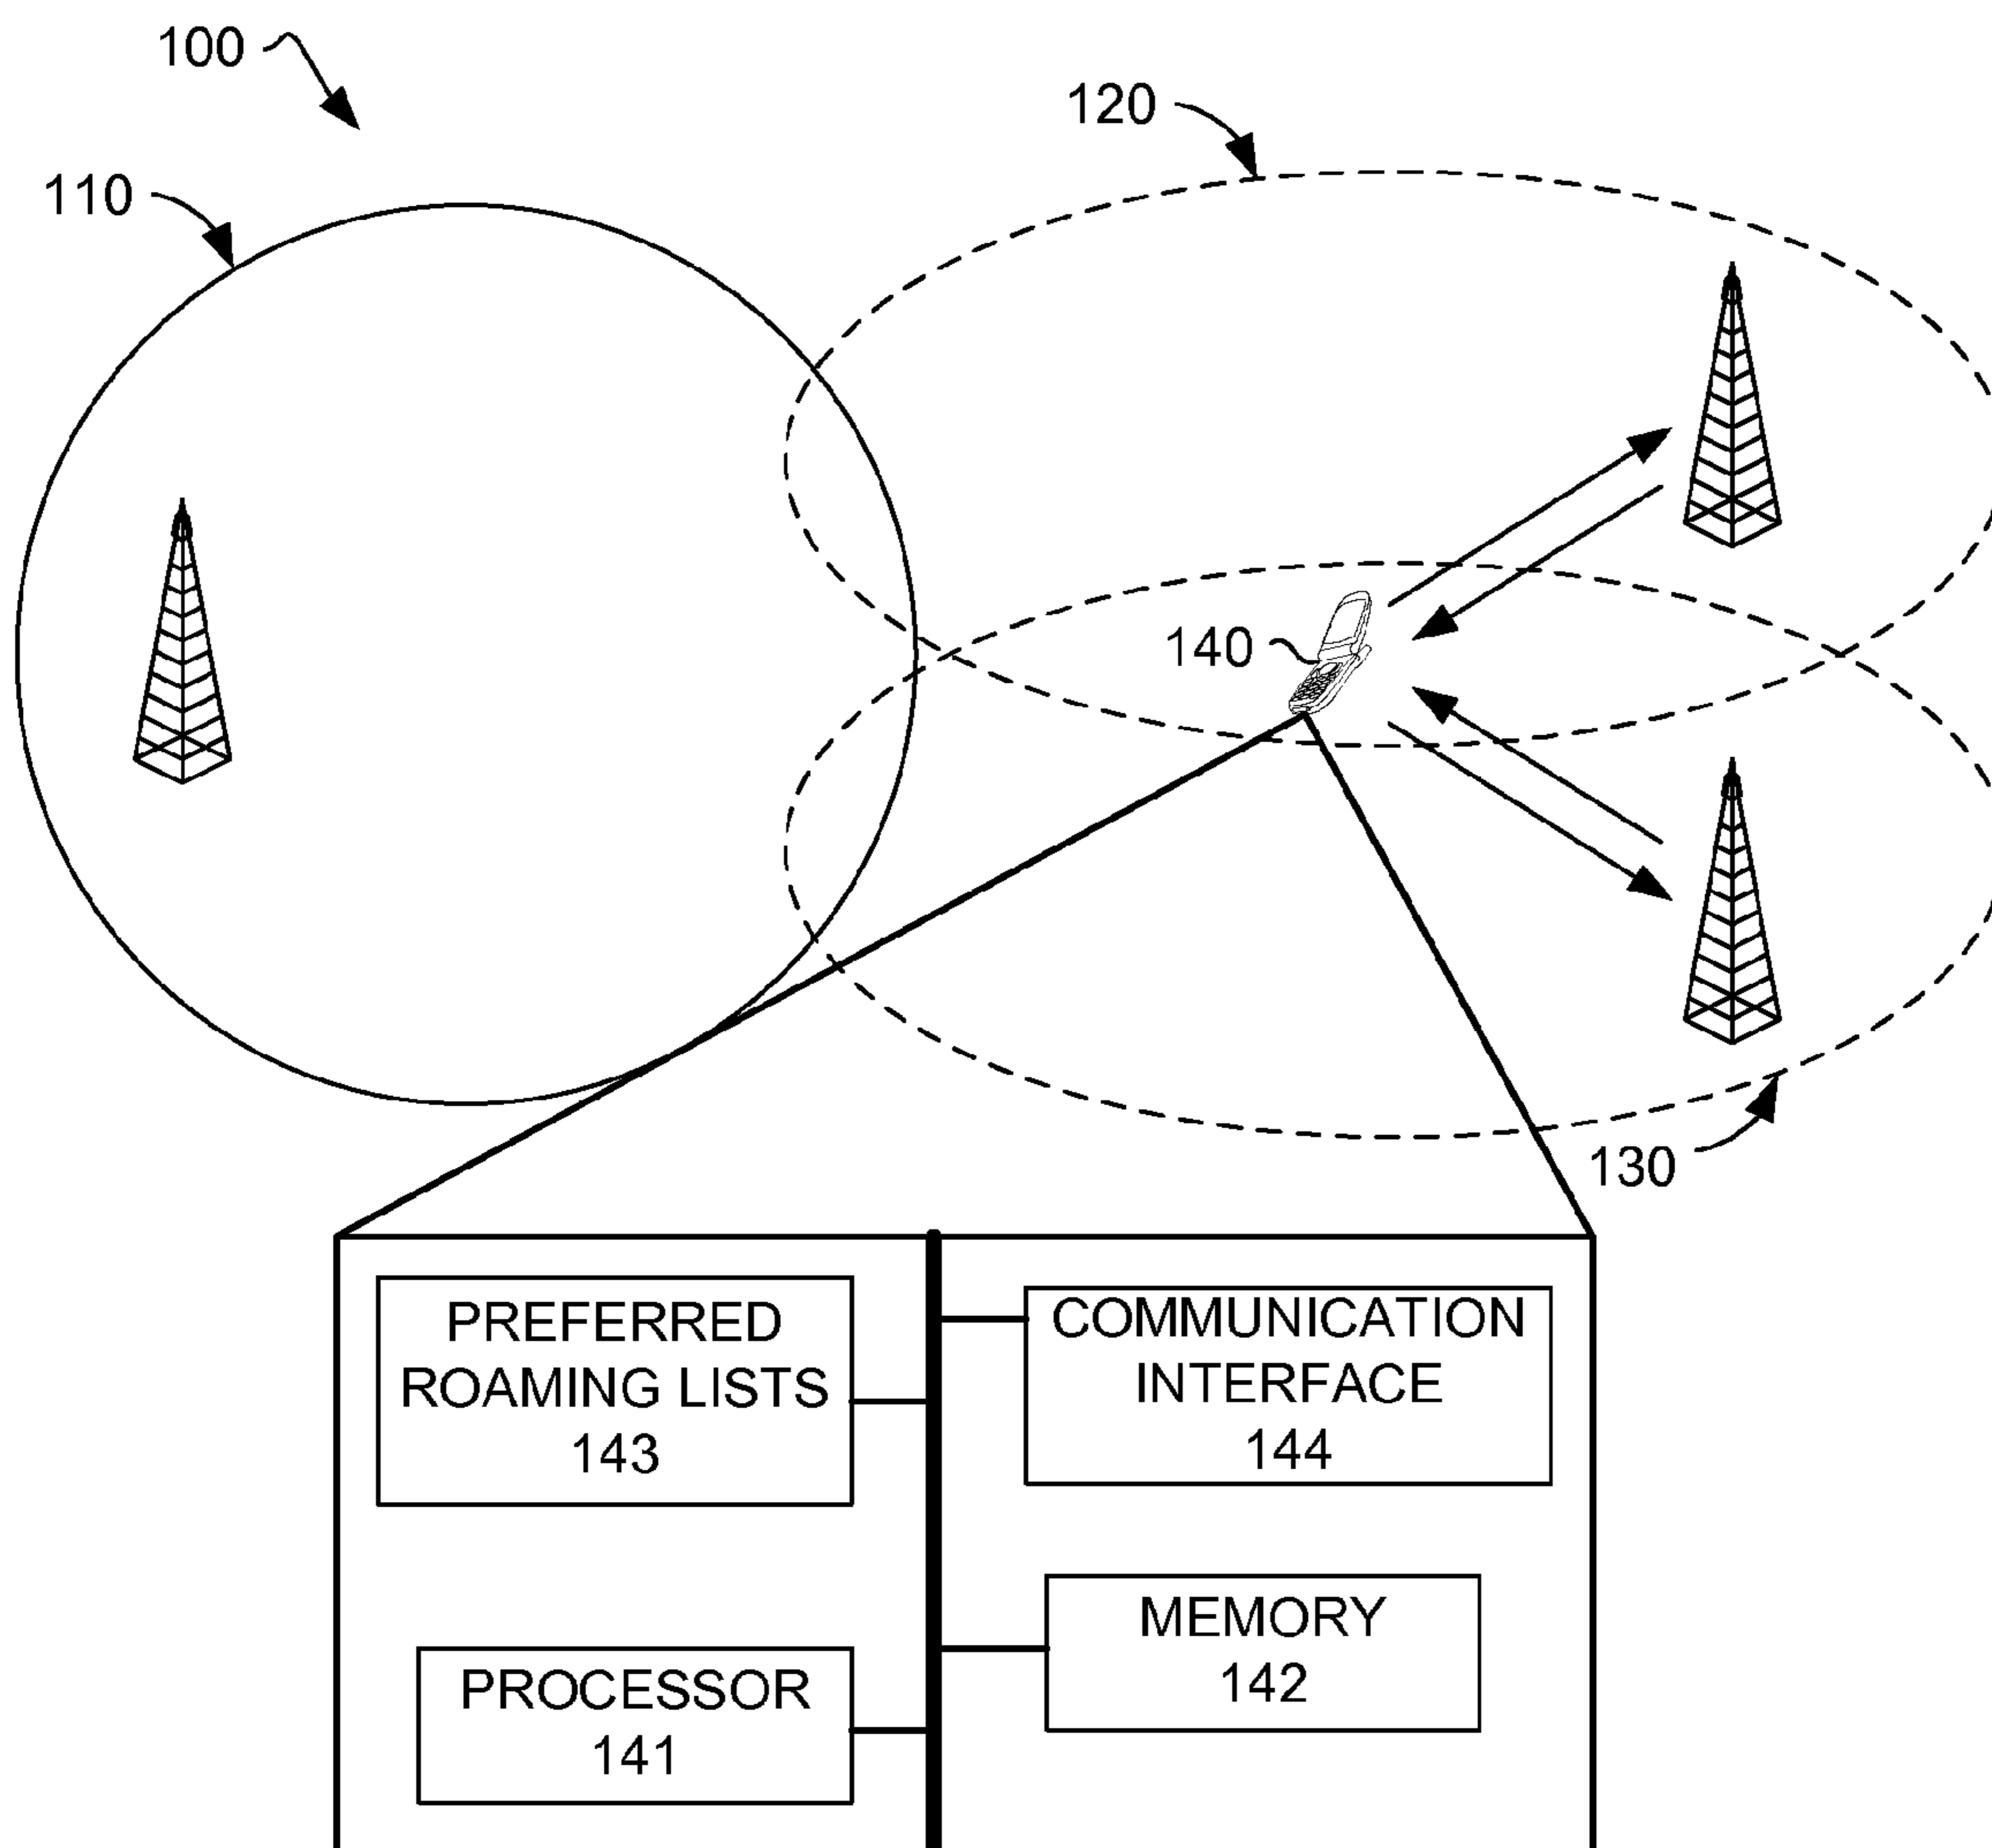 100
120
110
140
130
PREFERRED
ROAMING LISTS
143
COMMUNICATION
INTERFACE
144
MEMORY
142
PROCESSOR
141